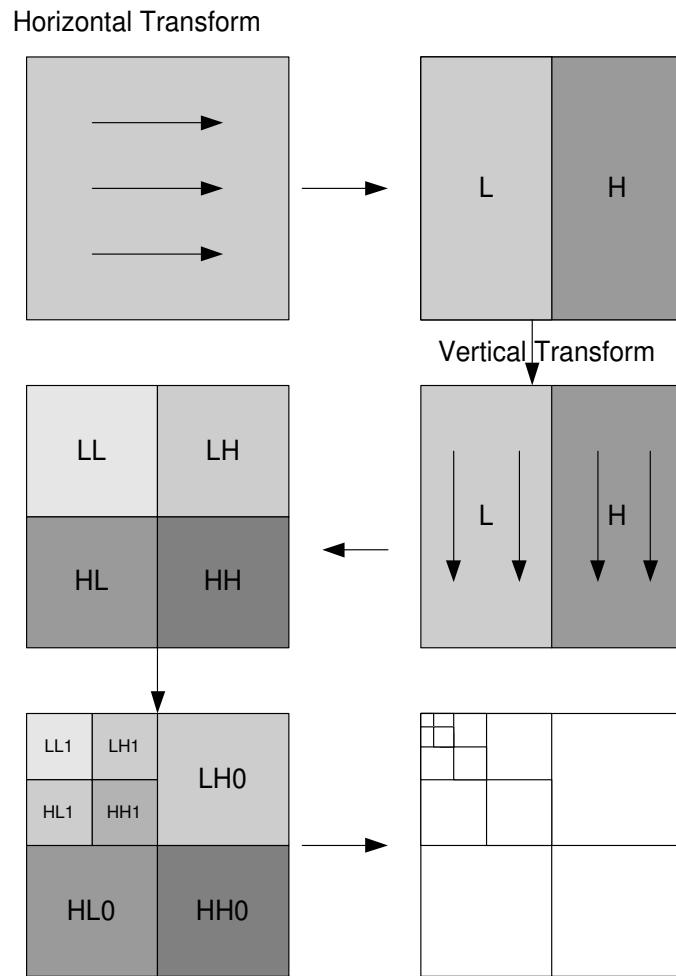 Horizontal Transform
L H
Vertical Transform
LL LH
HL HH
L H
LL1 LH1
HL1 HH1
LH0
HL0 HH0